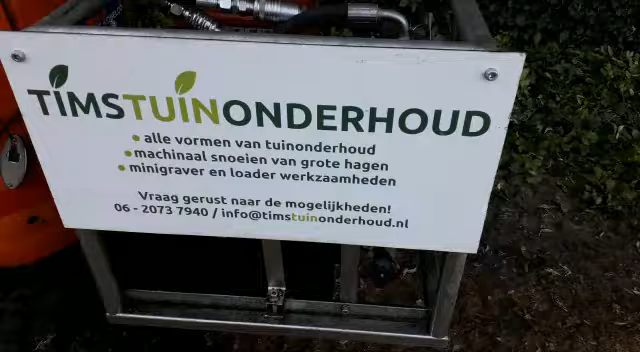 TIMSTUINONDERHOUD
• alle vormen van tuinonderhoud
• machinaal snoeien van grote hagen
• minigraver en loader werkzaamheden
Vraag gerust naar de mogelijkheden!
06 - 2073 7940 / info@timstuinonderhoud.nl